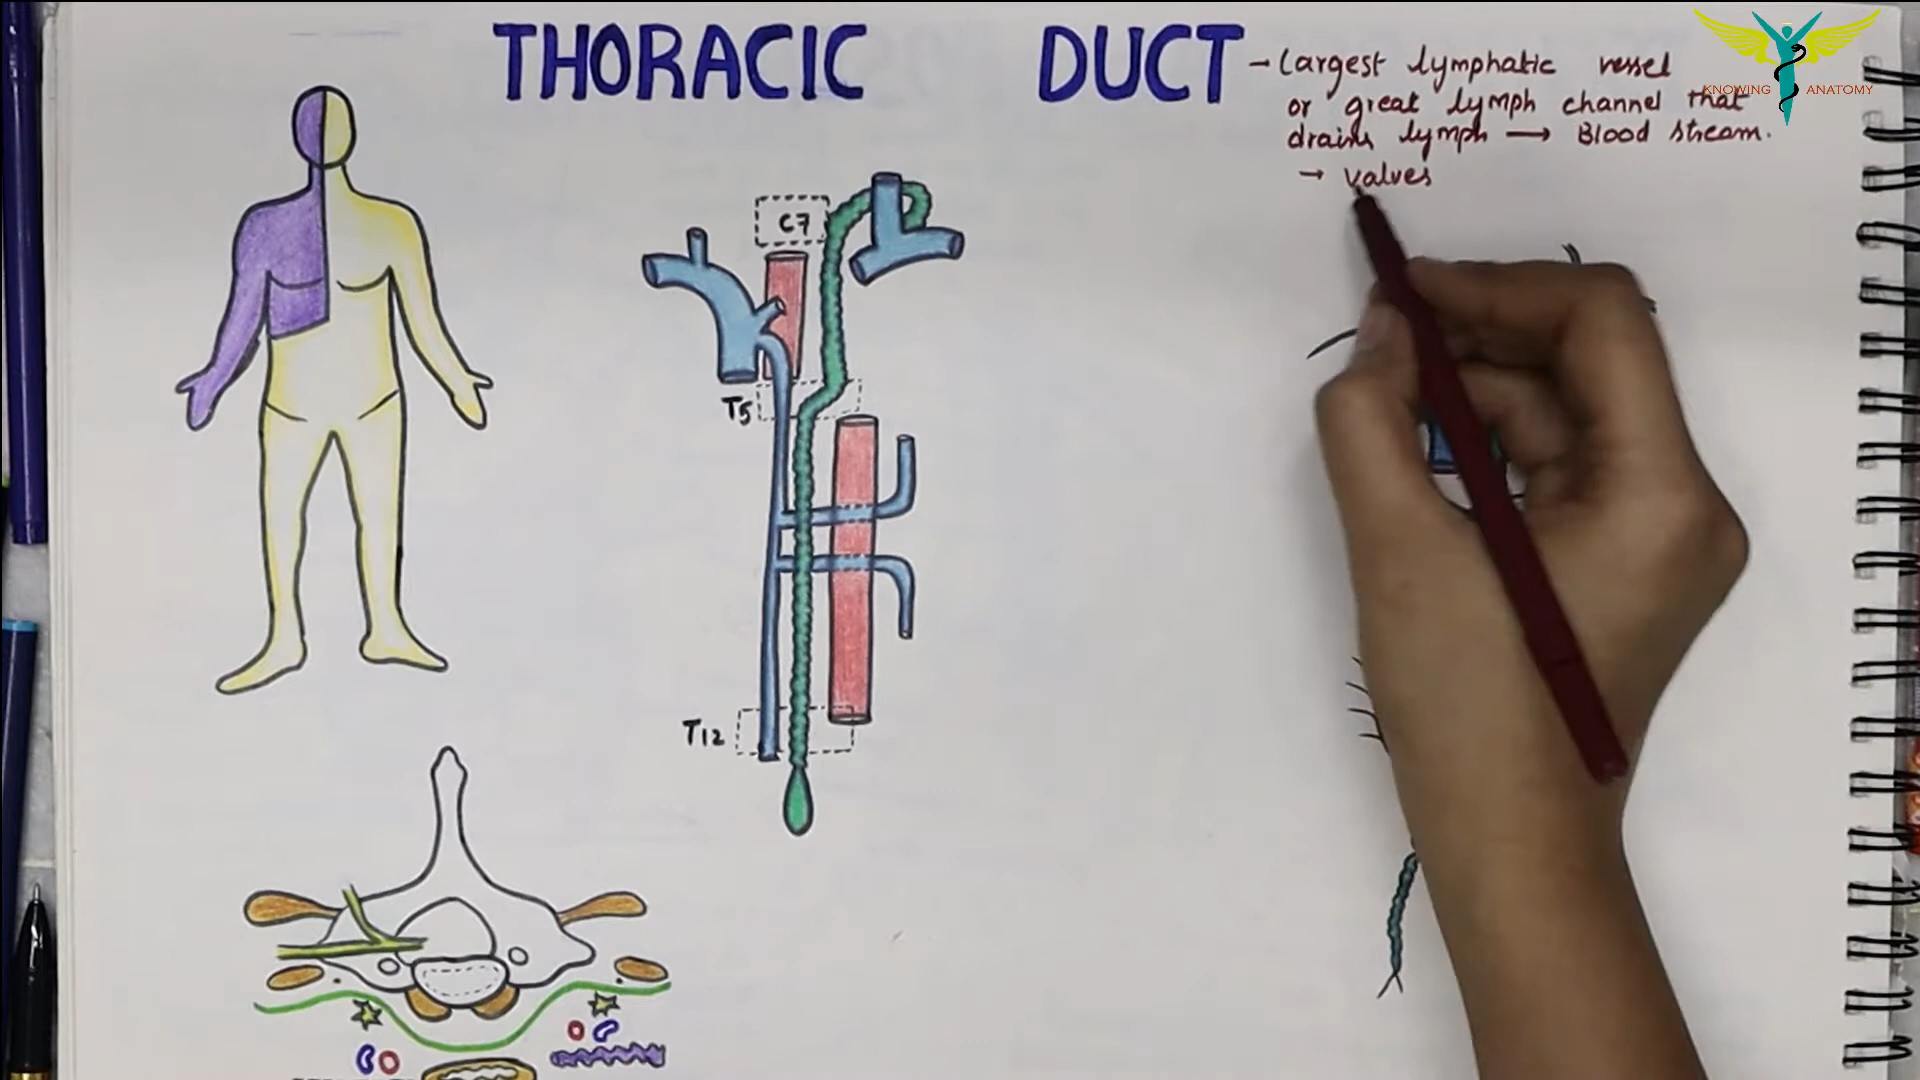 THORACIC DUCT
- Largest lymphatic vessel
or great lymph channel that
drains lymph → Blood stream.
→ valves
KNOWING ANATOMY
C7
T5
T12